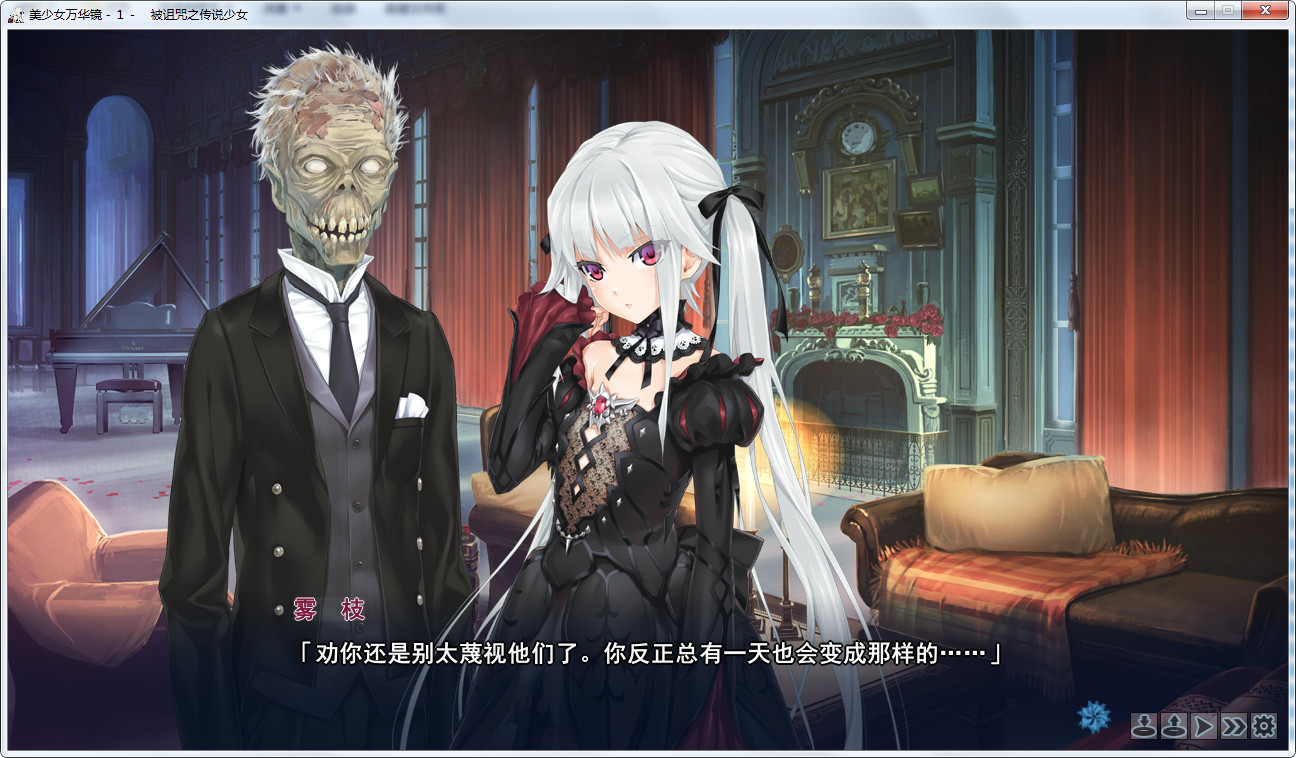 美少女万华镜 - 1 - 被诅咒之传说少女
雾 枝
「劝你还是别太蔑视他们了。你反正总有一天也会变成那样的……」